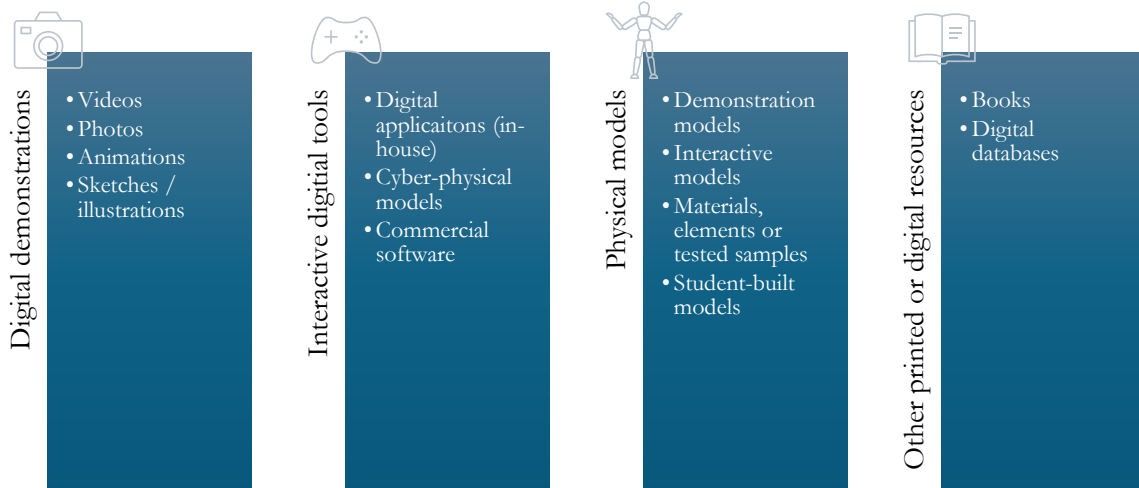 Digital demonstrations
• Videos
• Photos
• Animations
• Sketches /
illustrations
Interactive digitial tools
• Digital
applicaitons (in-
house)
• Cyber-physical
models
• Commercial
software
Physical models
• Demonstration
models
• Interactive
models
• Materials,
elements or
tested samples
• Student-built
models
Other printed or digital resources
• Books
• Digital
databases